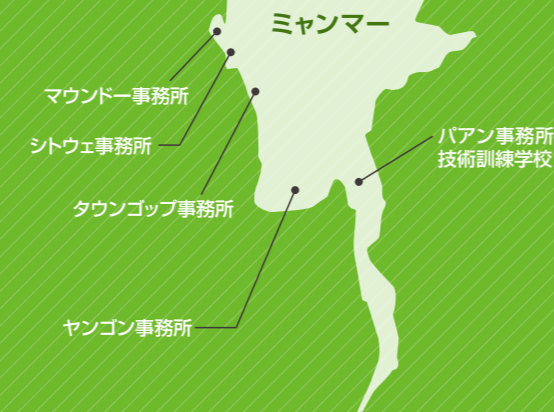 ミャンマー
マウンドー事務所
シトウェ事務所
パアン事務所
技術訓練学校
タウンゴップ事務所
ヤンゴン事務所